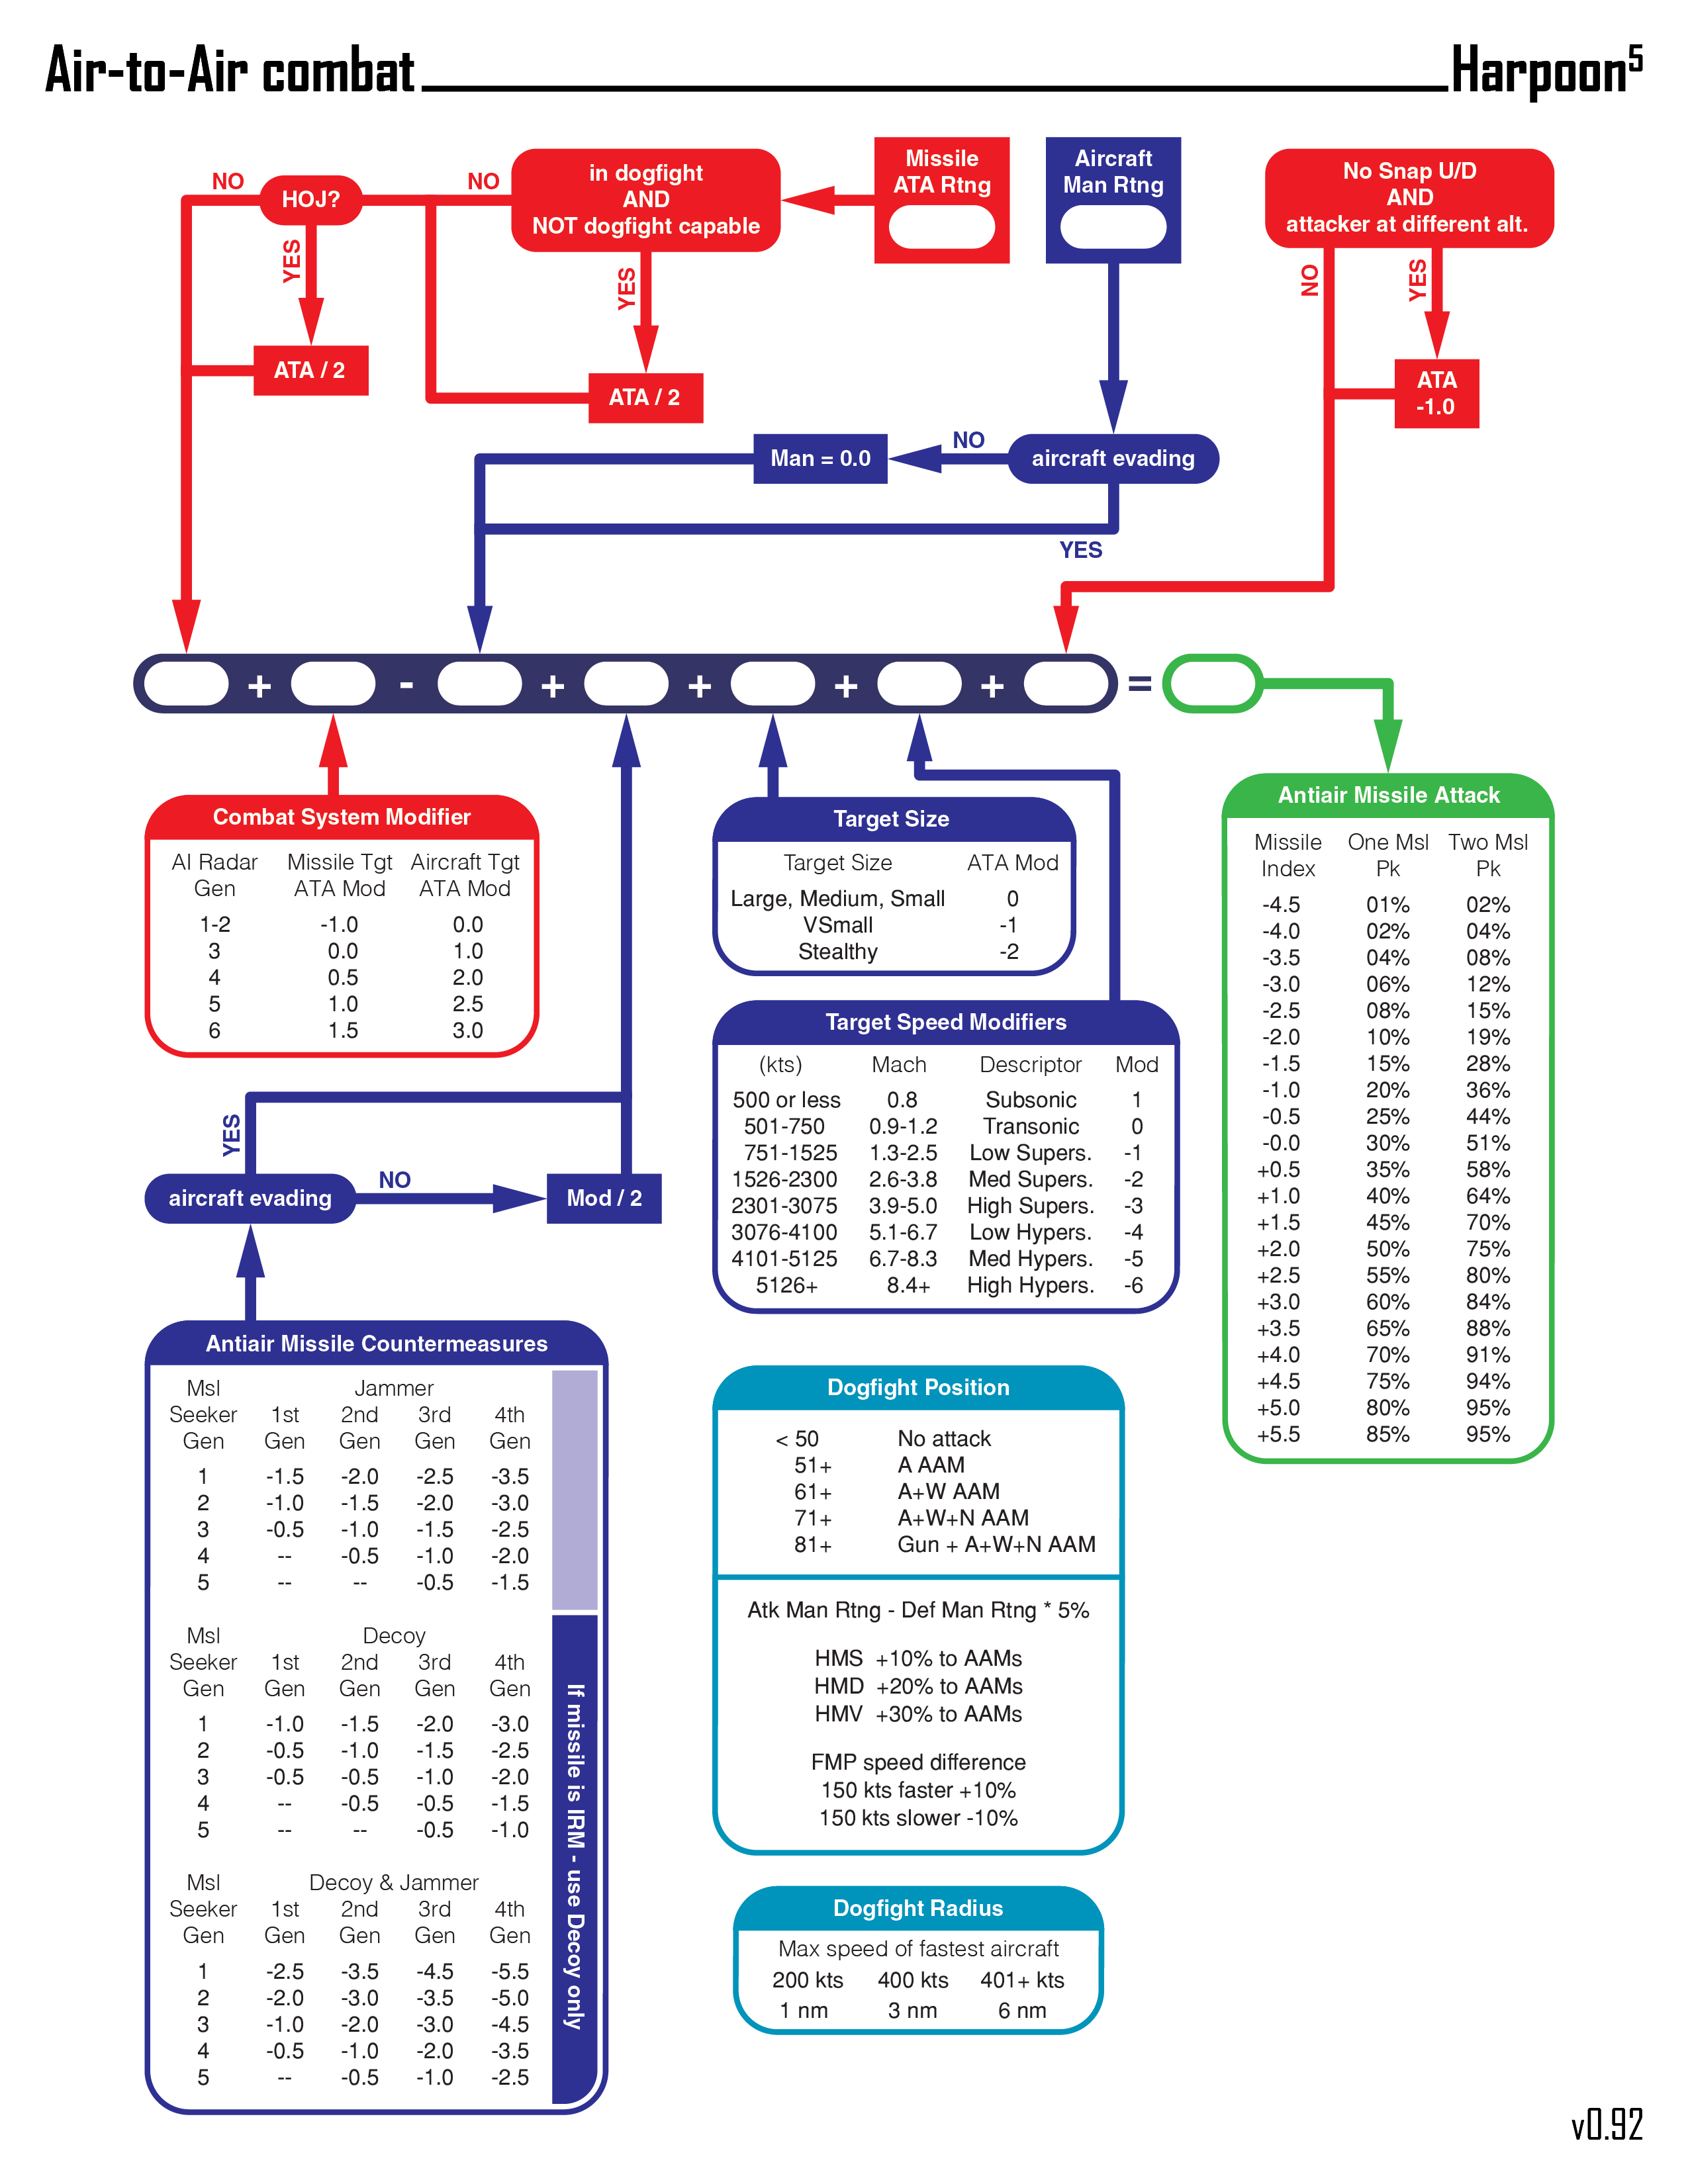 Air-to-Air combat
Harpoon5
NO
HOJ?
NO
in dogfight
AND
NOT dogfight capable
Missile
ATA Rtng
Aircraft
Man Rtng
No Snap U/D
AND
attacker at different alt.
YES
YES
NO
YES
ATA / 2
ATA / 2
ATA
-1.0
Man = 0.0
NO
aircraft evading
YES
+ - + + + + =
Combat System Modifier
AI Radar Missile Tgt Aircraft Tgt
Gen ATA Mod ATA Mod
1-2 -1.0 0.0
3 0.0 1.0
4 0.5 2.0
5 1.0 2.5
6 1.5 3.0
Target Size
Target Size ATA Mod
Large, Medium, Small 0
VSmall -1
Stealthy -2
Antiair Missile Attack
Missile One Msl Two Msl
Index Pk Pk
-4.5 01% 02%
-4.0 02% 04%
-3.5 04% 08%
-3.0 06% 12%
-2.5 08% 15%
-2.0 10% 19%
-1.5 15% 28%
-1.0 20% 36%
-0.5 25% 44%
-0.0 30% 51%
+0.5 35% 58%
+1.0 40% 64%
+1.5 45% 70%
+2.0 50% 75%
+2.5 55% 80%
+3.0 60% 84%
+3.5 65% 88%
+4.0 70% 91%
+4.5 75% 94%
+5.0 80% 95%
+5.5 85% 95%
Target Speed Modifiers
(kts) Mach Descriptor Mod
500 or less 0.8 Subsonic 1
501-750 0.9-1.2 Transonic 0
751-1525 1.3-2.5 Low Supers. -1
1526-2300 2.6-3.8 Med Supers. -2
2301-3075 3.9-5.0 High Supers. -3
3076-4100 5.1-6.7 Low Hypers. -4
4101-5125 6.7-8.3 Med Hypers. -5
5126+ 8.4+ High Hypers. -6
YES
aircraft evading
NO
Mod / 2
Antiair Missile Countermeasures
Msl Jammer
Seeker 1st 2nd 3rd 4th
Gen Gen Gen Gen Gen
1 -1.5 -2.0 -2.5 -3.5
2 -1.0 -1.5 -2.0 -3.0
3 -0.5 -1.0 -1.5 -2.5
4 -- -0.5 -1.0 -2.0
5 -- -- -0.5 -1.5
Msl Decoy
Seeker 1st 2nd 3rd 4th
Gen Gen Gen Gen Gen
1 -1.0 -1.5 -2.0 -3.0
2 -0.5 -1.0 -1.5 -2.5
3 -0.5 -0.5 -1.0 -2.0
4 -- -0.5 -0.5 -1.5
5 -- -- -0.5 -1.0
Msl Decoy & Jammer
Seeker 1st 2nd 3rd 4th
Gen Gen Gen Gen Gen
1 -2.5 -3.5 -4.5 -5.5
2 -2.0 -3.0 -3.5 -5.0
3 -1.0 -2.0 -3.0 -4.5
4 -0.5 -1.0 -2.0 -3.5
5 -- -0.5 -1.0 -2.5
If missile is IRM - use Decoy only
Dogfight Position
< 50 No attack
51+ A AAM
61+ A+W AAM
71+ A+W+N AAM
81+ Gun + A+W+N AAM
Atk Man Rtng - Def Man Rtng * 5%
HMS +10% to AAMs
HMD +20% to AAMs
HMV +30% to AAMs
FMP speed difference
150 kts faster +10%
150 kts slower -10%
Dogfight Radius
Max speed of fastest aircraft
200 kts 400 kts 401+ kts
1 nm 3 nm 6 nm
v0.92